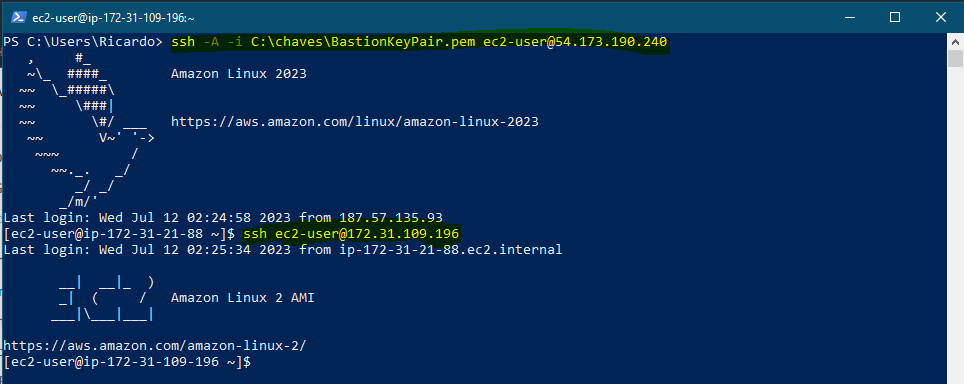 ec2-user@ip-172-31-109-196:~
PS C:\Users\Ricardo> ssh -A -i C:\chaves\BastionKeyPair.pem ec2-user@54.173.190.240
   ,     #_
   ~\_  ####_        Amazon Linux 2023
  ~~  \_#####\
  ~~     \###|
  ~~       \#/ ___   https://aws.amazon.com/linux/amazon-linux-2023
   ~~       V~' '->
    ~~~         /
      ~~._.   _/
         _/ _/
       _/m/'
Last login: Wed Jul 12 02:24:58 2023 from 187.57.135.93
[ec2-user@ip-172-31-21-88 ~]$ ssh ec2-user@172.31.109.196
Last login: Wed Jul 12 02:25:34 2023 from ip-172-31-21-88.ec2.internal

       __|  __|_  )
       _|  (     /   Amazon Linux 2 AMI
      ___|\___|___|

https://aws.amazon.com/amazon-linux-2/
[ec2-user@ip-172-31-109-196 ~]$